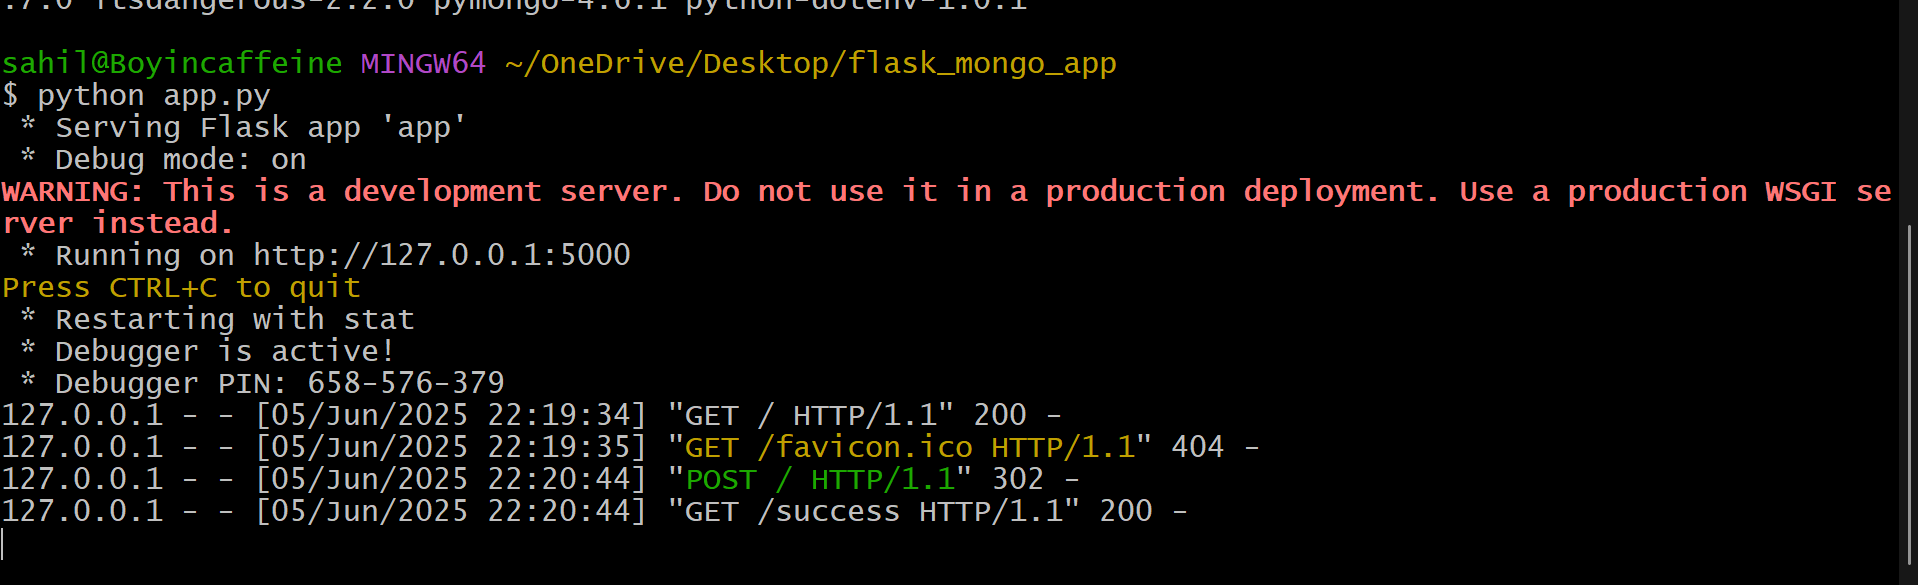 .7.0 itsdangerous-2.2.0 pymongo-4.6.1 python-dotenv-1.0.1
sahil@Boyincaffeine MINGW64 ~/OneDrive/Desktop/flask_mongo_app
$ python app.py
 * Serving Flask app 'app'
 * Debug mode: on
WARNING: This is a development server. Do not use it in a production deployment. Use a production WSGI se
rver instead.
 * Running on http://127.0.0.1:5000
Press CTRL+C to quit
 * Restarting with stat
 * Debugger is active!
 * Debugger PIN: 658-576-379
127.0.0.1 - - [05/Jun/2025 22:19:34] "GET / HTTP/1.1" 200 -
127.0.0.1 - - [05/Jun/2025 22:19:35] "GET /favicon.ico HTTP/1.1" 404 -
127.0.0.1 - - [05/Jun/2025 22:20:44] "POST / HTTP/1.1" 302 -
127.0.0.1 - - [05/Jun/2025 22:20:44] "GET /success HTTP/1.1" 200 -